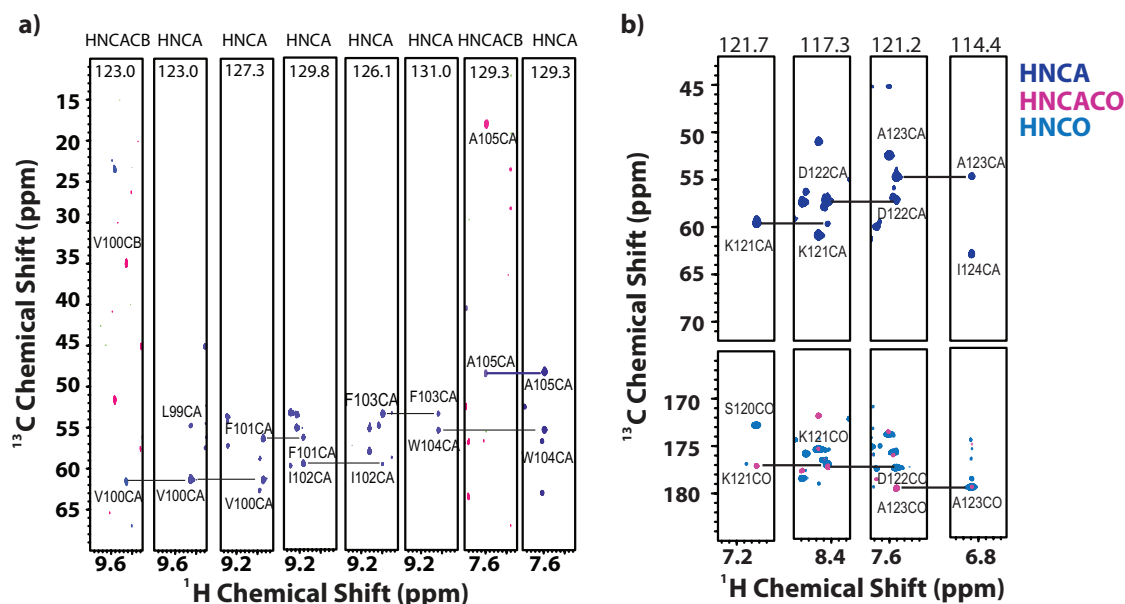 a)
HNCACB HNCA HNCA HNCA HNCA HNCA HNCACB HNCA
123.0 123.0 127.3 129.8 126.1 131.0 129.3 129.3
15
20
25
30
35
40
45
50
55
60
65
13C Chemical Shift (ppm)
A105CA
V100CB
A105CA
A105CA
L99CA
F101CA
F103CA
F103CA
F101CA
W104CA
W104CA
I102CA
I102CA
V100CA
V100CA
V100CA
9.6 9.6 9.2 9.2 9.2 9.2 7.6 7.6
1H Chemical Shift (ppm)
b)
121.7 117.3 121.2 114.4
HNCA
HNCACO
HNCO
45
50
55
60
65
70
A123CA
A123CA
D122CA
D122CA
K121CA
K121CA
I124CA
13C Chemical Shift (ppm)
170
175
180
S120CO
K121CO
K121CO
D122CO
A123CO
A123CO
7.2 8.4 7.6 6.8
1H Chemical Shift (ppm)